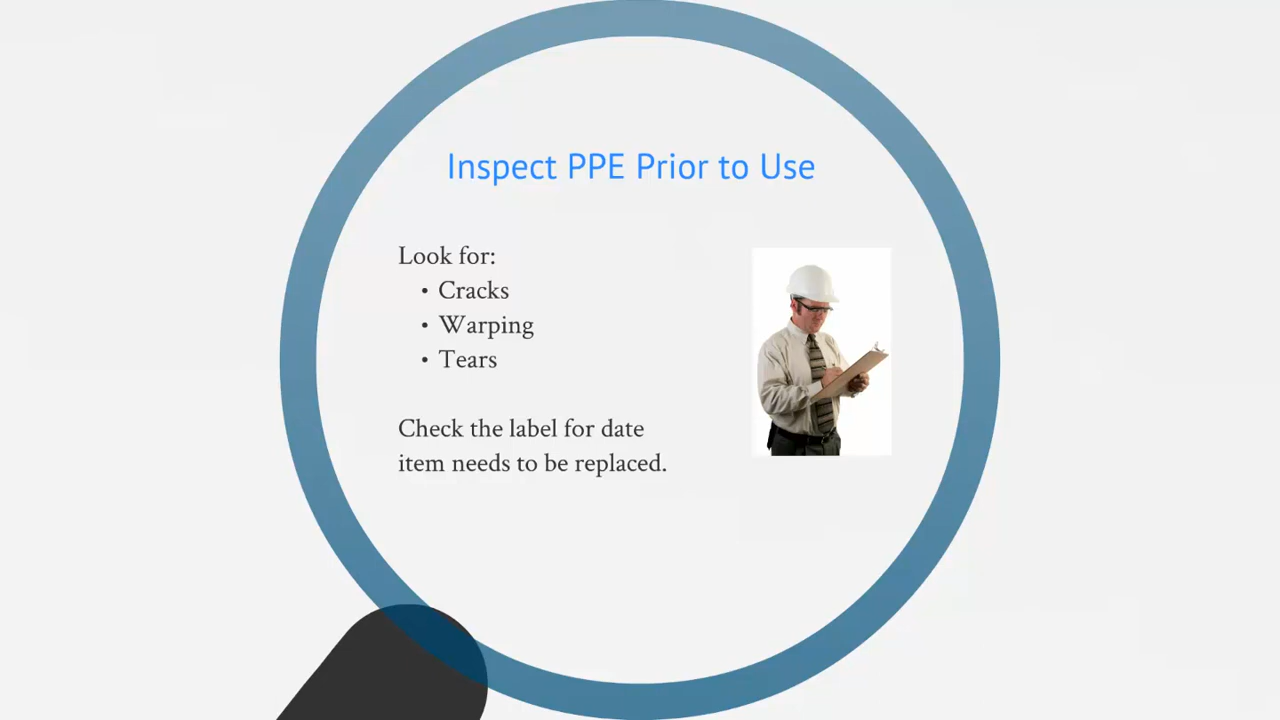 Inspect PPE Prior to Use
Look for:
• Cracks
• Warping
• Tears
Check the label for date
item needs to be replaced.